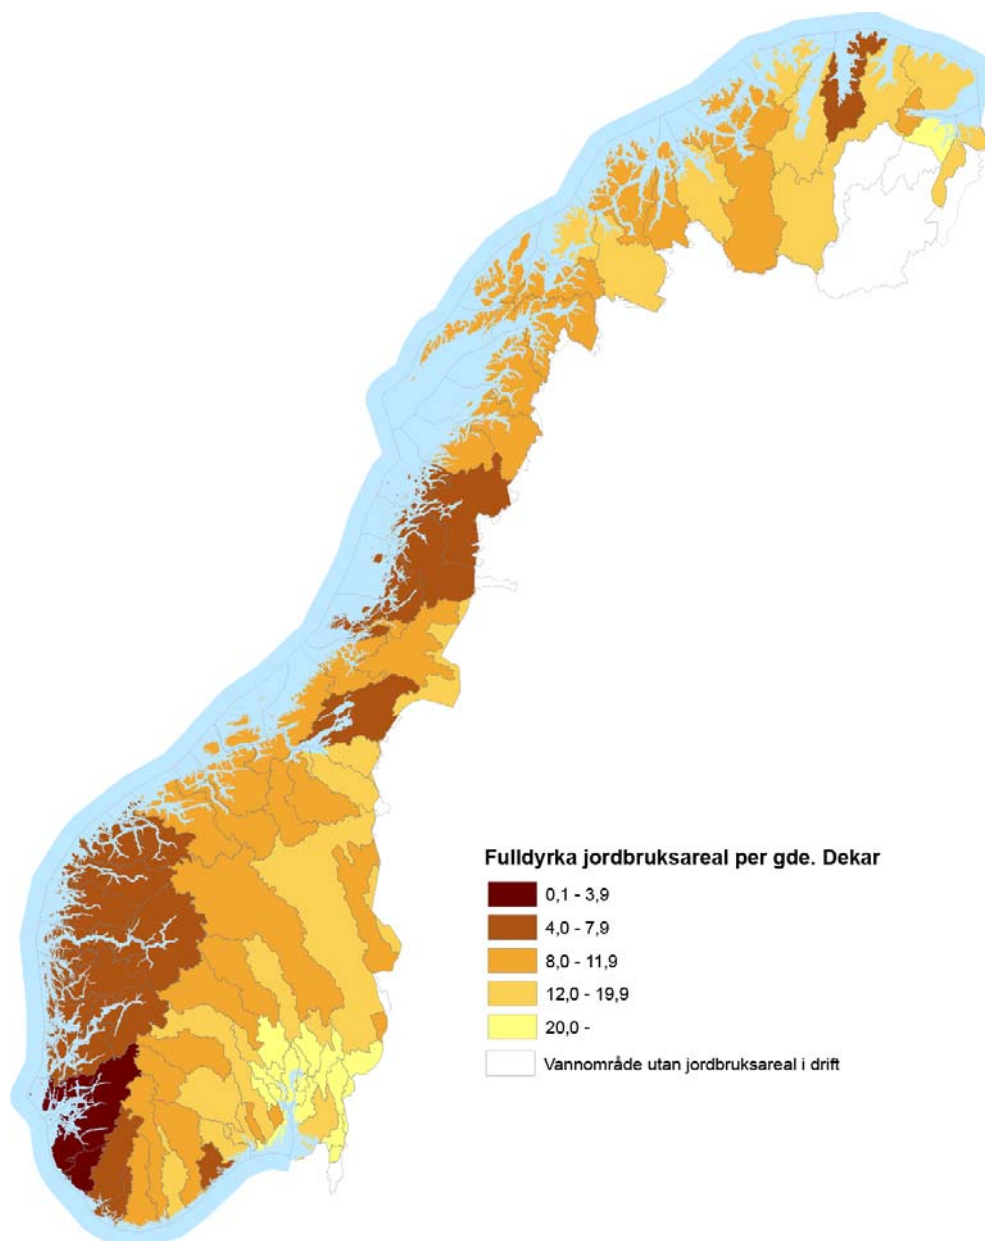 Fulldyrka jordbruksareal per gde. Dekar
0,1 - 3,9
4,0 - 7,9
8,0 - 11,9
12,0 - 19,9
20,0 -
Vannområde utan jordbruksareal i drift